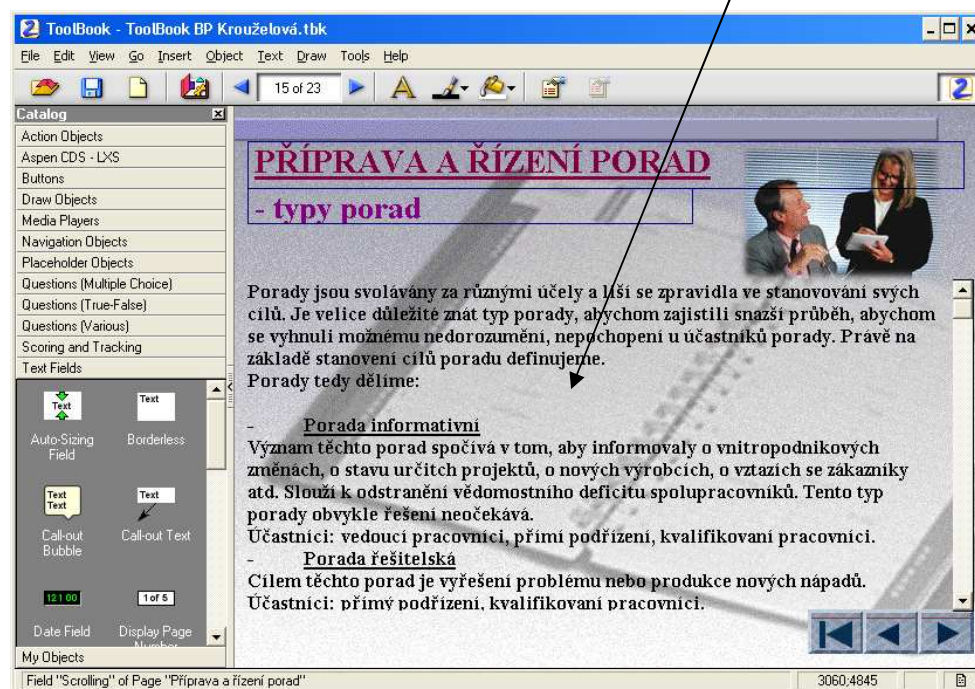 ToolBook - ToolBook BP Krouželová.tbk
File Edit View Go Insert Object Text Draw Tools Help
15 of 23
Catalog
Action Objects
Aspen CDS - LXS
Buttons
Draw Objects
Media Players
Navigation Objects
Placeholder Objects
Questions (Multiple Choice)
Questions (True-False)
Questions (Various)
Scoring and Tracking
Text Fields
Text
Text
Auto-Sizing
Field
Borderless
Text
Text
Text
Call-out
Bubble
Call-out Text
12:1:00
1 of 5
Date Field
Display Page
Number
My Objects
PŘÍPRAVA A ŘÍZENÍ PORAD
- typy porad
Porady jsou svolávány za různými účely a liší se zpravidla ve stanovování svých
cílů. Je velice důležité znát typ porady, abychom zajistili snazší průběh, abychom
se vyhnuli možnému nedorozumění, nepochopení u účastníků porady. Právě na
základě stanovení cílů poradu definujeme.
Porady tedy dělíme:
- Porada informativní
Význam těchto porad spočívá v tom, aby informovaly o vnitropodnikových
změnách, o stavu určitch projektů, o nových výrobcích, o vztazích se zákazníky
atd. Slouží k odstranění vědomostního deficitu spolupracovníků. Tento typ
porady obvykle řešení neočekává.
Účastníci: vedoucí pracovníci, přímí podřízení, kvalifikovaní pracovníci.
- Porada řešitelská
Cílem těchto porad je vyřešení problému nebo produkce nových nápadů.
Účastníci: přímý podřízení, kvalifikovaní pracovníci.
Field "Scrolling" of Page "Příprava a řízení porad"
3060;4845